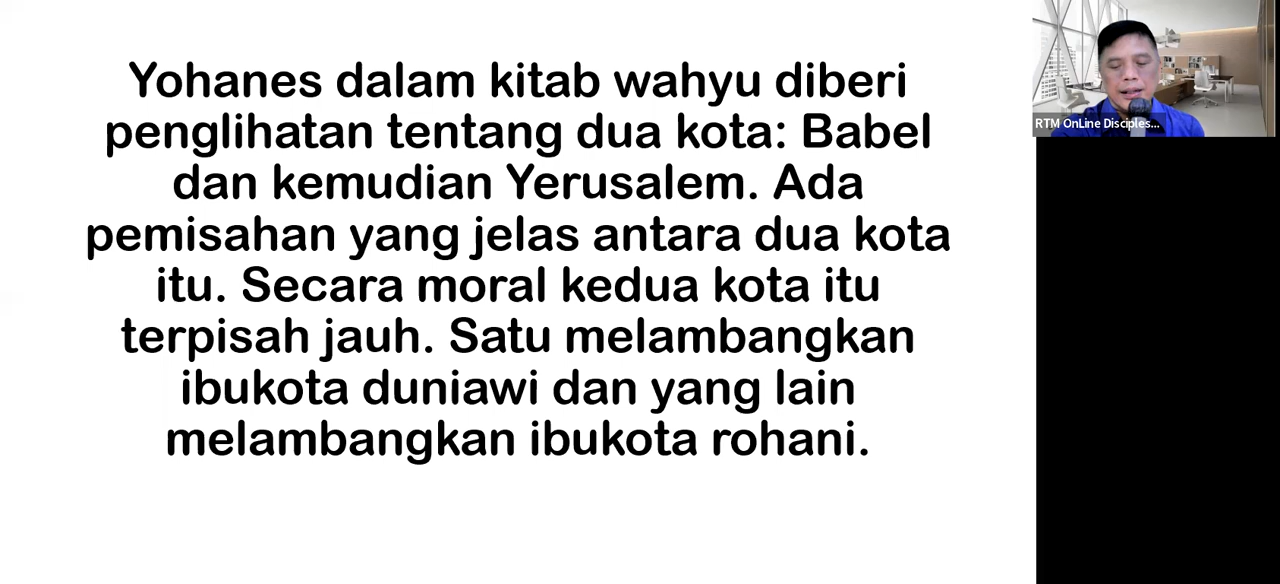 Yohanes dalam kitab wahyu diberi
penglihatan tentang dua kota: Babel
dan kemudian Yerusalem. Ada
pemisahan yang jelas antara dua kota
itu. Secara moral kedua kota itu
terpisah jauh. Satu melambangkan
ibukota duniawi dan yang lain
melambangkan ibukota rohani.
RTM OnLine Disciples...